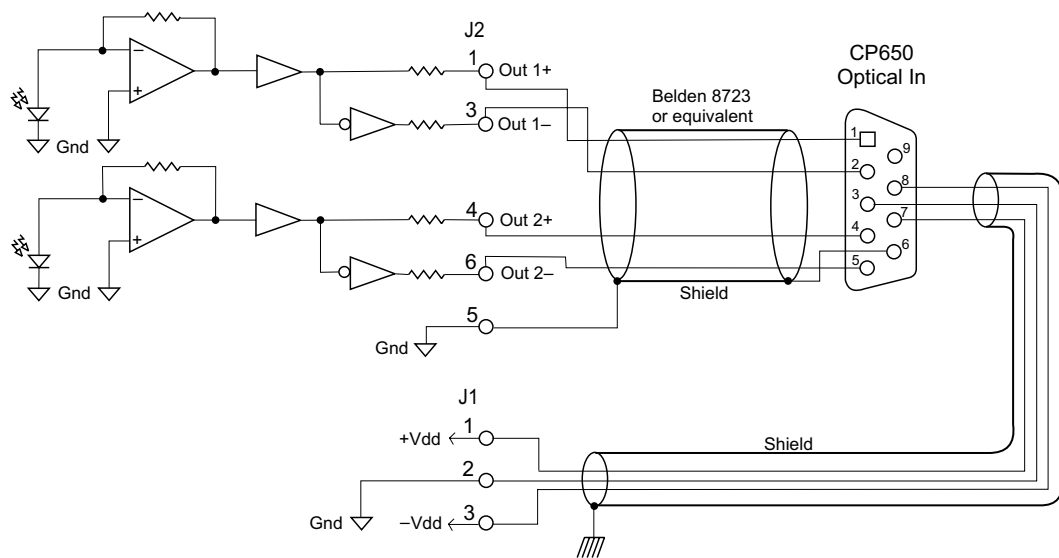 J2
1 Out 1+
3 Out 1–
Gnd
4 Out 2+
6 Out 2–
Gnd
5
Gnd
Belden 8723
or equivalent
Shield
CP650
Optical In
1
9
2
8
3
7
4
6
5
J1
1
+Vdd
2
Gnd
3
–Vdd
Shield